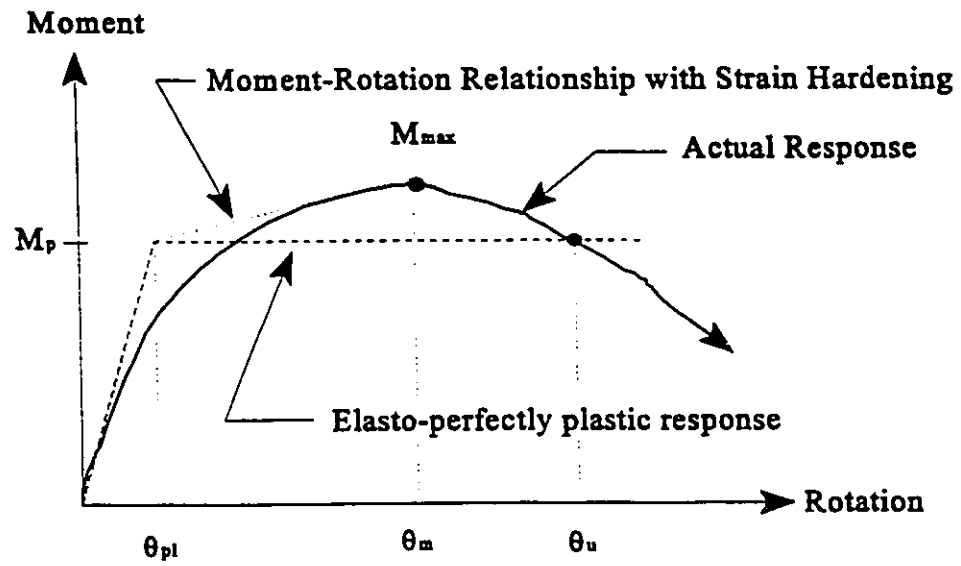 Moment
Moment-Rotation Relationship with Strain Hardening
Mmax
Actual Response
Mp
Elasto-perfectly plastic response
Rotation
θpl
θm
θu